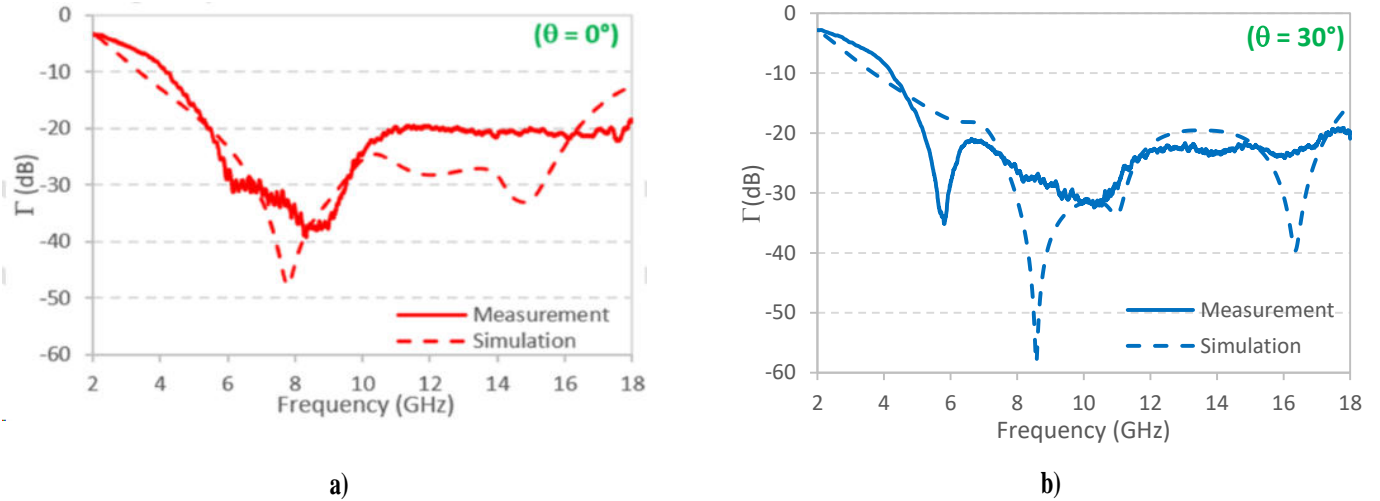 (θ = 0°)
0
-10
-20
-30
-40
-50
-60
Γ (dB)
Measurement
Simulation
2 4 6 8 10 12 14 16 18
Frequency (GHz)
a)
(θ = 30°)
0
-10
-20
-30
-40
-50
-60
Γ(dB)
Measurement
Simulation
2 4 6 8 10 12 14 16 18
Frequency (GHz)
b)